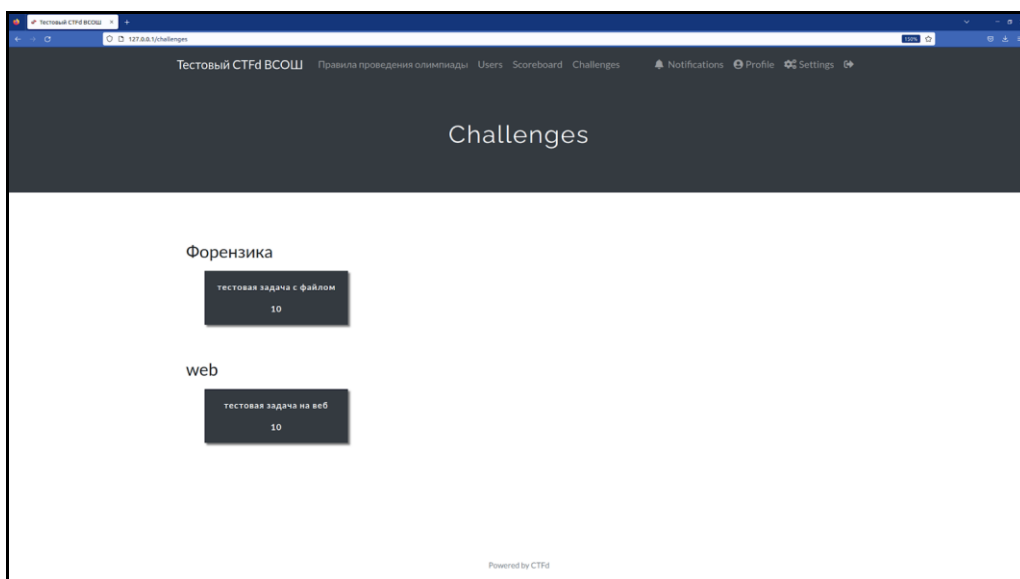 Тестовый CTFd ВСОШ
127.0.0.1/challenges
150%
Тестовый CTFd ВСОШ Правила проведения олимпиады Users Scoreboard Challenges Notifications Profile Settings
Challenges
Форензика
тестовая задача с файлом
10
web
тестовая задача на веб
10
Powered by CTFd